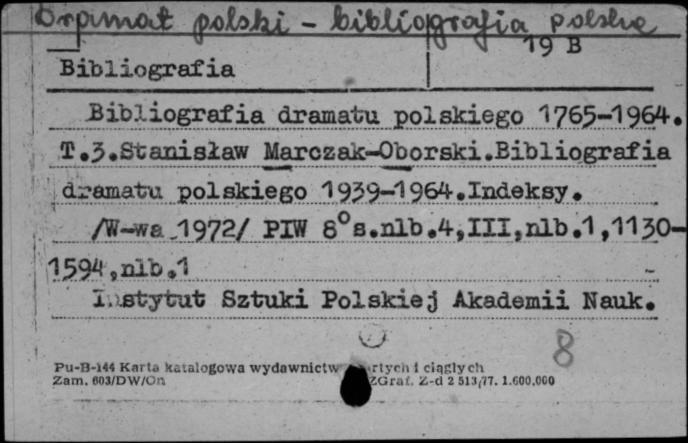 Dramat polski - bibliografia polska
19 B
Bibliografia
Bibliografia dramatu polskiego 1765-1964.
T.3.Stanisław Marczak-Oborski.Bibliografia
dramatu polskiego 1939-1964.Indeksy.
/W-wa 1972/ PIW 8°s.nlb.4,III,nlb.1,1130-
1594,nlb.1 -
Instytut Sztuki Polskiej Akademii Nauk.
8
Pu-B-144 Karta katalogowa wydawnictw i ciągłych
Zam. 603/DW/On ZGraf. Z-d 2 513/77. 1.600.000